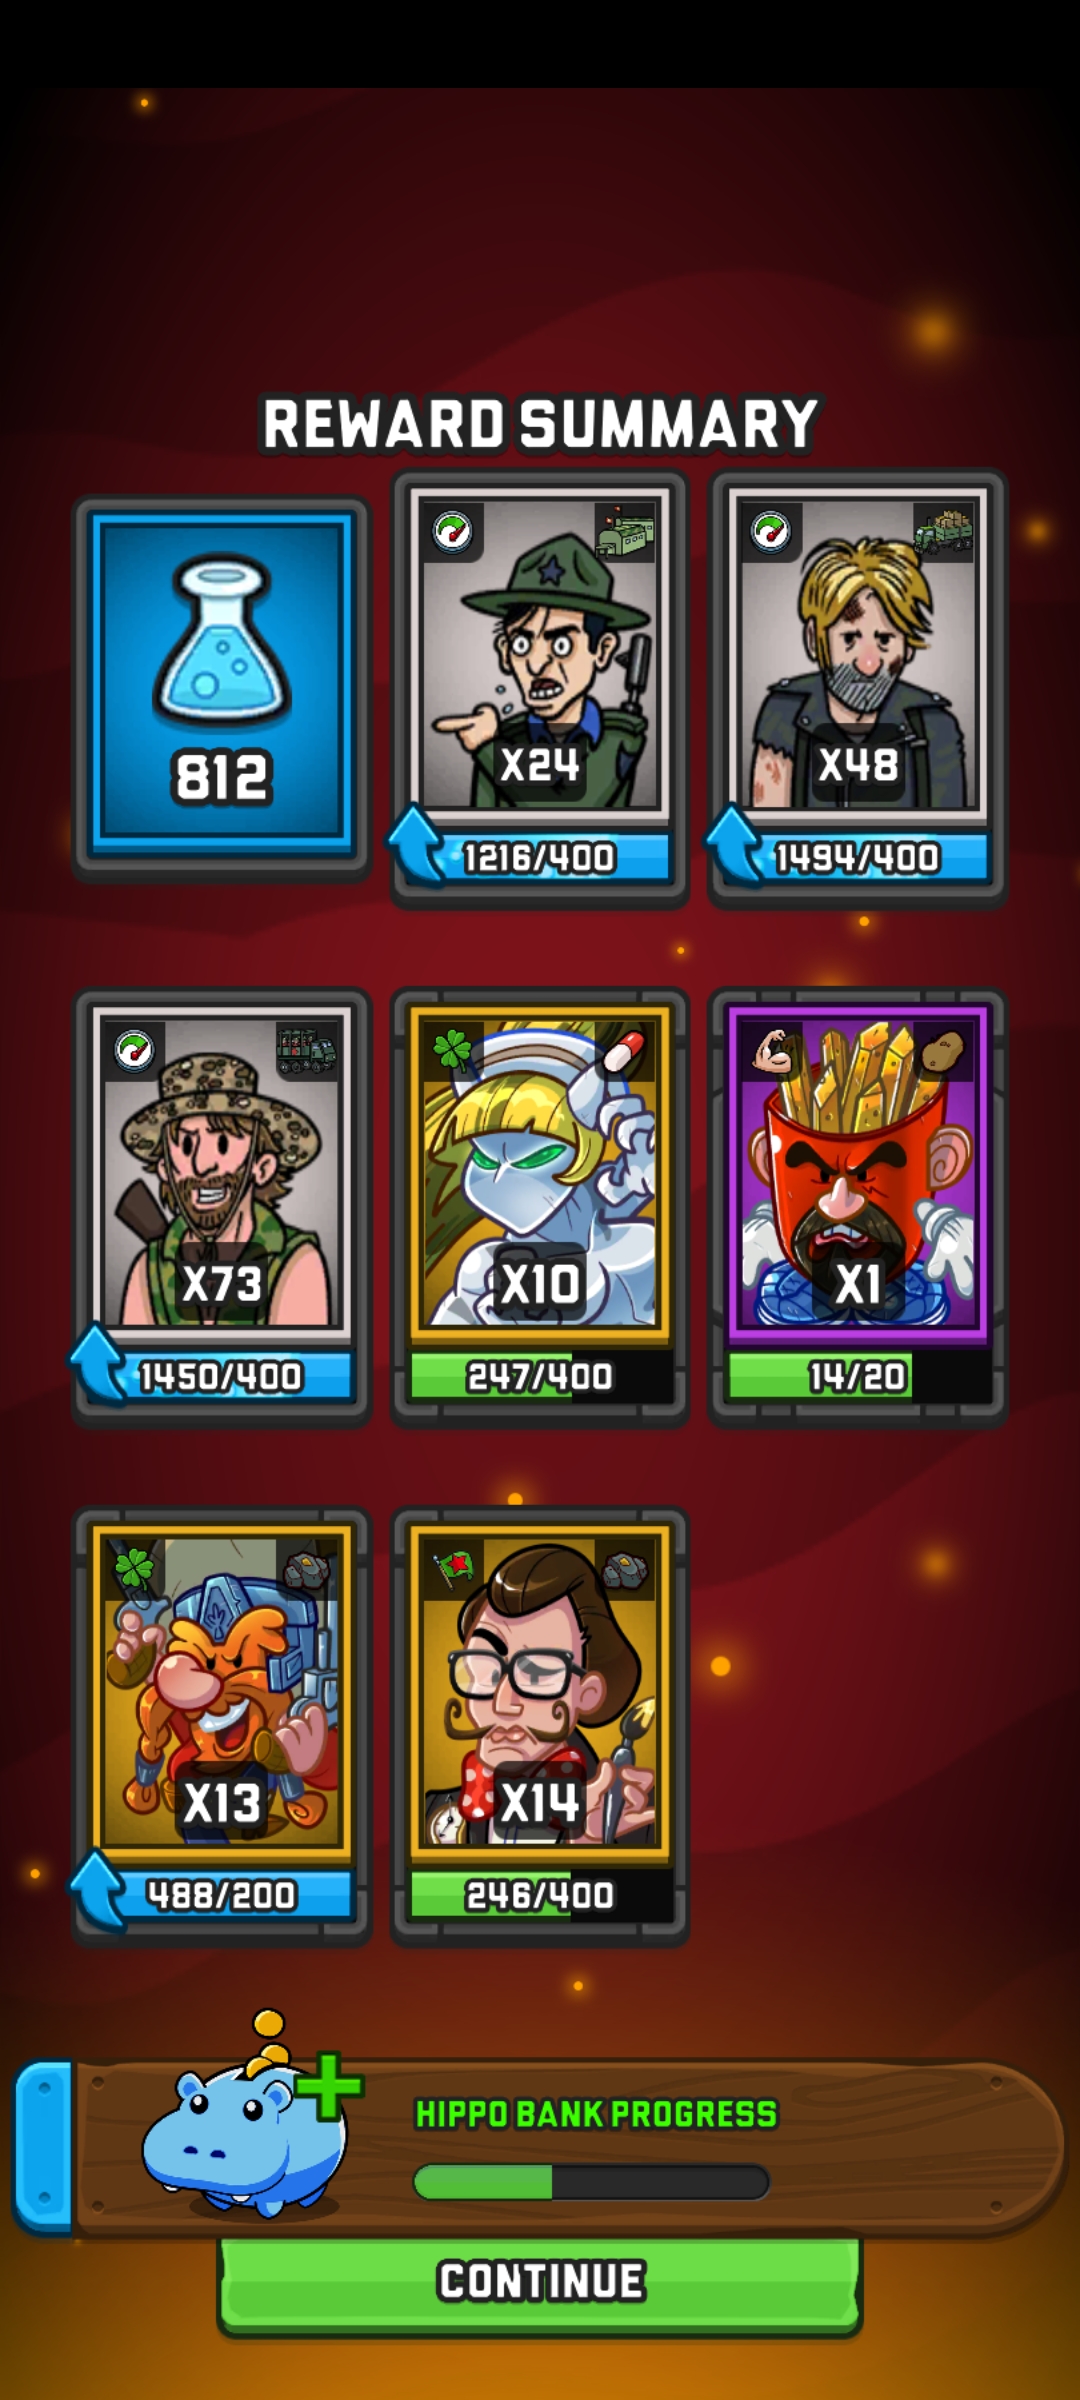 REWARD SUMMARY
812
X24
X48
1216/400
1494/400
X73
X10
X1
1450/400
247/400
14/20
X13
X14
488/200
246/400
HIPPO BANK PROGRESS
CONTINUE